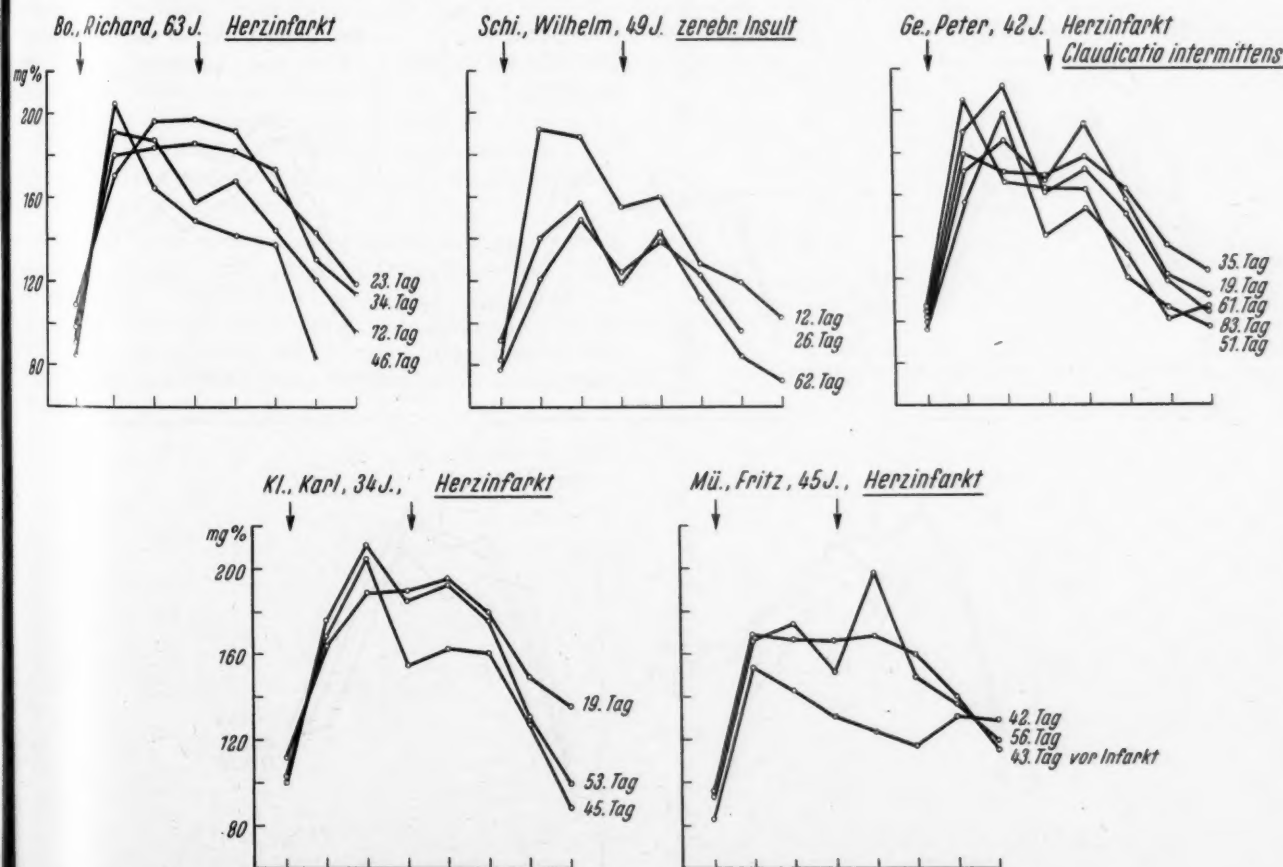 Bo., Richard, 63 J. Herzinfarkt
mg%
200
160
120
80
23. Tag
34. Tag
72. Tag
46. Tag
Schi., Wilhelm, 49 J. zerebr. Insult
12. Tag
26. Tag
62. Tag
Ge., Peter, 42 J. Herzinfarkt
Claudicatio intermittens
35. Tag
19. Tag
61. Tag
83. Tag
51. Tag
Kl., Karl, 34 J., Herzinfarkt
mg%
200
160
120
80
19. Tag
53. Tag
45. Tag
Mü., Fritz, 45 J., Herzinfarkt
42. Tag
56. Tag
43. Tag vor Infarkt